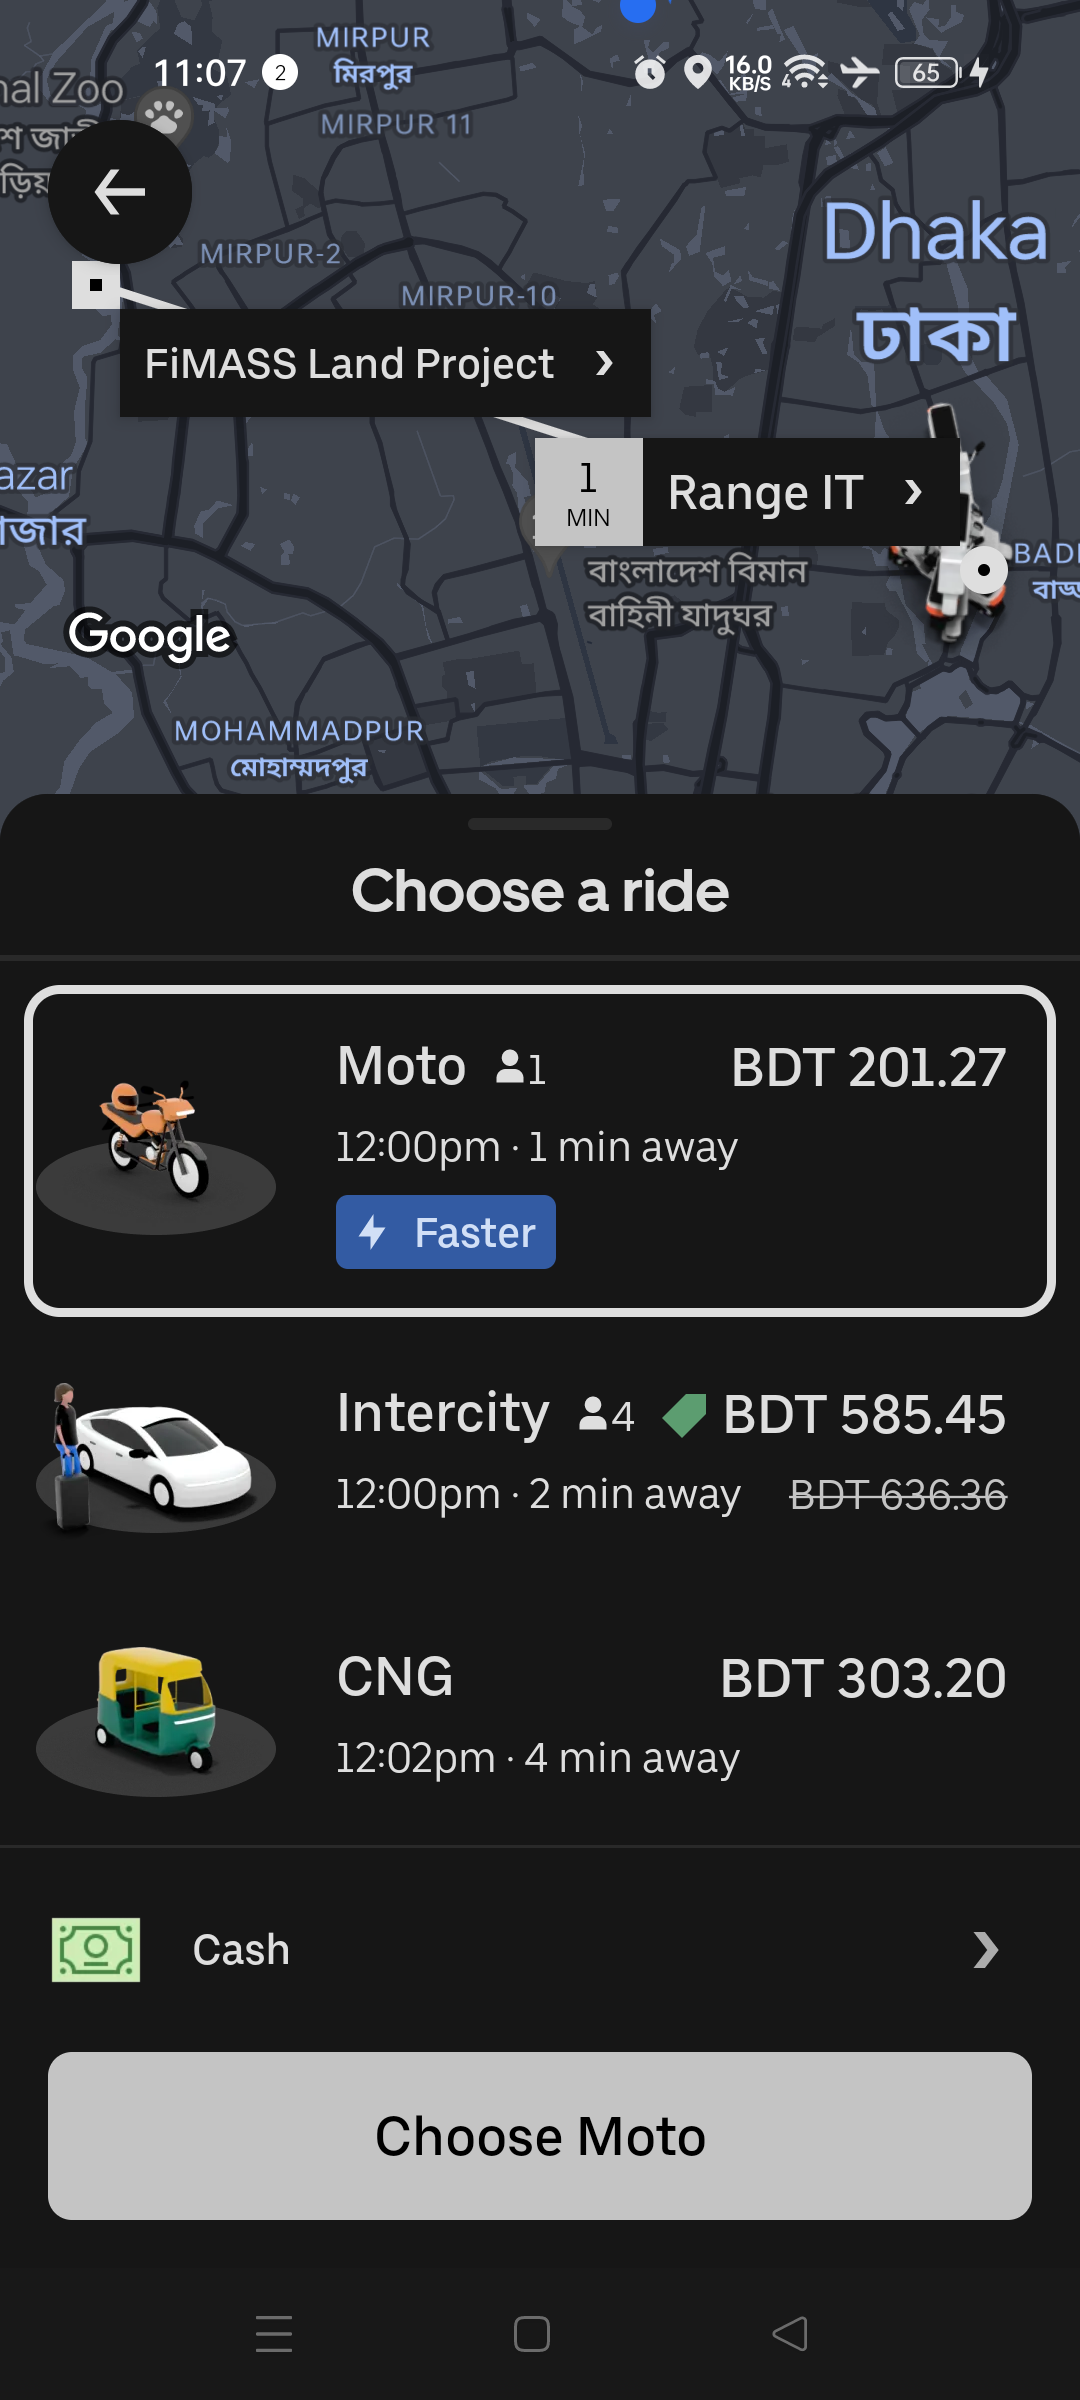 MIRPUR
11:07
2
16.0
KB/S
4
65
মিরপুর
nal Zoo
MIRPUR 11
Dhaka
MIRPUR-2
MIRPUR-10
ঢাকা
FiMASS Land Project
azar
1
MIN
Range IT
BADD
বাংলাদেশ বিমান
বাহিনী যাদুঘর
Google
MOHAMMADPUR
মোহাম্মদপুর
Choose a ride
Moto 1 BDT 201.27
12:00pm · 1 min away
Faster
Intercity 4 BDT 585.45
12:00pm · 2 min away BDT 636.36
CNG BDT 303.20
12:02pm · 4 min away
Cash
Choose Moto